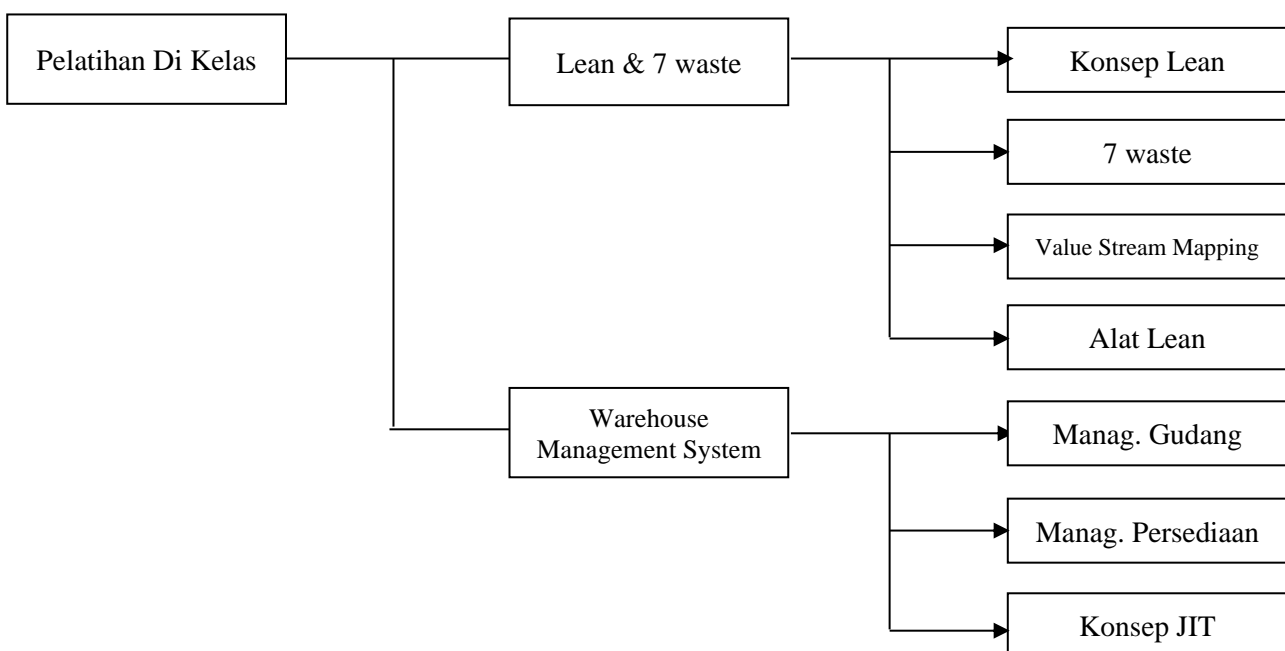 Pelatihan Di Kelas
Lean & 7 waste
Konsep Lean
7 waste
Value Stream Mapping
Alat Lean
Warehouse
Management System
Manag. Gudang
Manag. Persediaan
Konsep JIT